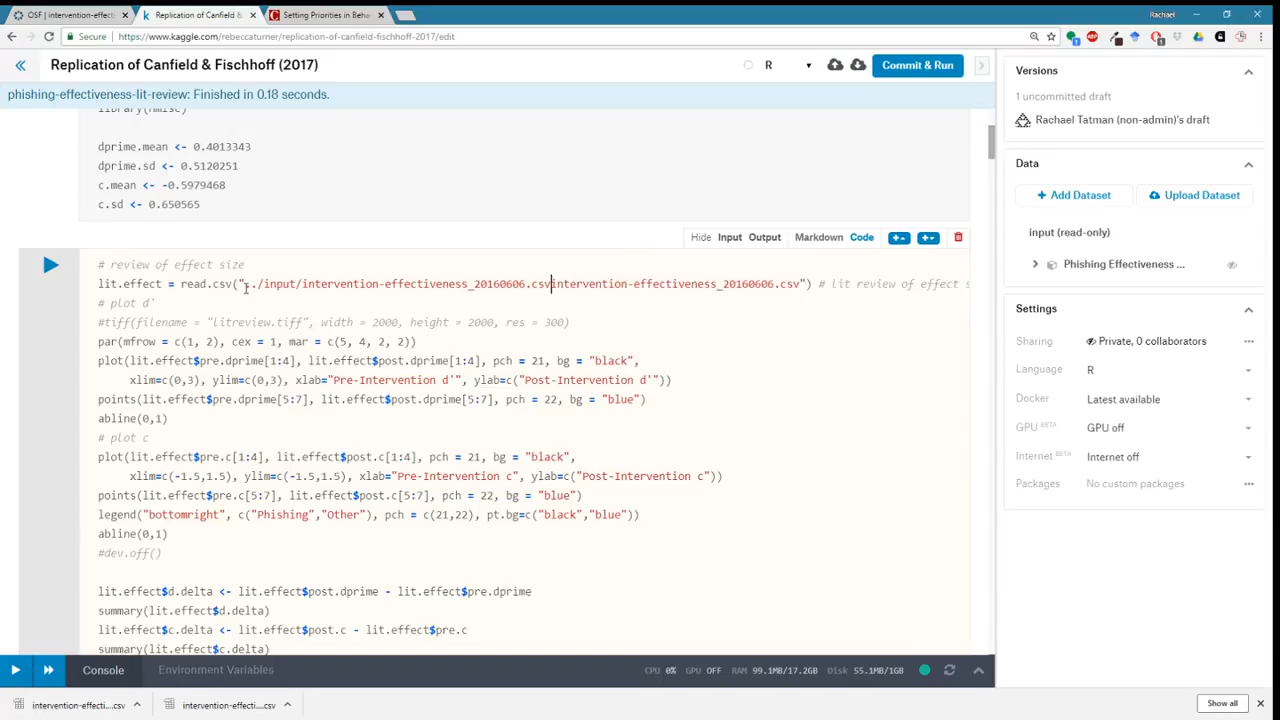 OSF | intervention-effecti
Replication of Canfield &
Setting Priorities in Behav
Rachael
Secure
https://www.kaggle.com/rebeccaturner/replication-of-canfield-fischhoff-2017/edit
Replication of Canfield & Fischhoff (2017)
R
Commit & Run
phishing-effectiveness-lit-review: Finished in 0.18 seconds.
library(Hmisc)
dprime.mean <- 0.4013343
dprime.sd <- 0.5120251
c.mean <- -0.5979468
c.sd <- 0.650565
Hide Input Output Markdown Code
# review of effect size
lit.effect = read.csv("../input/intervention-effectiveness_20160606.csvintervention-effectiveness_20160606.csv") # lit review of effect s
# plot d'
#tiff(filename = "litreview.tiff", width = 2000, height = 2000, res = 300)
par(mfrow = c(1, 2), cex = 1, mar = c(5, 4, 2, 2))
plot(lit.effect$pre.dprime[1:4], lit.effect$post.dprime[1:4], pch = 21, bg = "black",
xlim=c(0,3), ylim=c(0,3), xlab="Pre-Intervention d'", ylab=c("Post-Intervention d'"))
points(lit.effect$pre.dprime[5:7], lit.effect$post.dprime[5:7], pch = 22, bg = "blue")
abline(0,1)
# plot c
plot(lit.effect$pre.c[1:4], lit.effect$post.c[1:4], pch = 21, bg = "black",
xlim=c(-1.5,1.5), ylim=c(-1.5,1.5), xlab="Pre-Intervention c", ylab=c("Post-Intervention c"))
points(lit.effect$pre.c[5:7], lit.effect$post.c[5:7], pch = 22, bg = "blue")
legend("bottomright", c("Phishing","Other"), pch = c(21,22), pt.bg=c("black","blue"))
abline(0,1)
#dev.off()
lit.effect$d.delta <- lit.effect$post.dprime - lit.effect$pre.dprime
summary(lit.effect$d.delta)
lit.effect$c.delta <- lit.effect$post.c - lit.effect$pre.c
summary(lit.effect$c.delta)
Console
Environment Variables
CPU 0% GPU OFF RAM 99.1MB/17.2GB Disk 55.1MB/1GB
Versions
1 uncommitted draft
Rachael Tatman (non-admin)'s draft
Data
+ Add Dataset
Upload Dataset
input (read-only)
Phishing Effectiveness ...
Settings
Sharing
Private, 0 collaborators
Language
R
Docker
Latest available
GPU BETA
GPU off
Internet BETA
Internet off
Packages
No custom packages
intervention-effecti....csv
intervention-effecti....csv
Show all